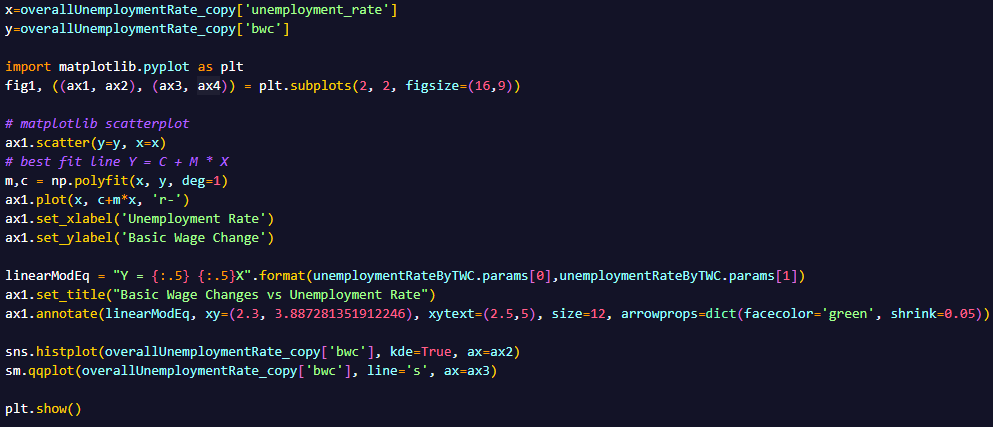 x=overallUnemploymentRate_copy['unemployment_rate']
y=overallUnemploymentRate_copy['bwc']
import matplotlib.pyplot as plt
fig1, ((ax1, ax2), (ax3, ax4)) = plt.subplots(2, 2, figsize=(16,9))
# matplotlib scatterplot
ax1.scatter(y=y, x=x)
# best fit line Y = C + M * X
m,c = np.polyfit(x, y, deg=1)
ax1.plot(x, c+m*x, 'r-')
ax1.set_xlabel('Unemployment Rate')
ax1.set_ylabel('Basic Wage Change')
linearModEq = "Y = {:.5} {:.5}X".format(unemploymentRateByTWC.params[0],unemploymentRateByTWC.params[1])
ax1.set_title("Basic Wage Changes vs Unemployment Rate")
ax1.annotate(linearModEq, xy=(2.3, 3.887281351912246), xytext=(2.5,5), size=12, arrowprops=dict(facecolor='green', shrink=0.05))
sns.histplot(overallUnemploymentRate_copy['bwc'], kde=True, ax=ax2)
sm.qqplot(overallUnemploymentRate_copy['bwc'], line='s', ax=ax3)
plt.show()